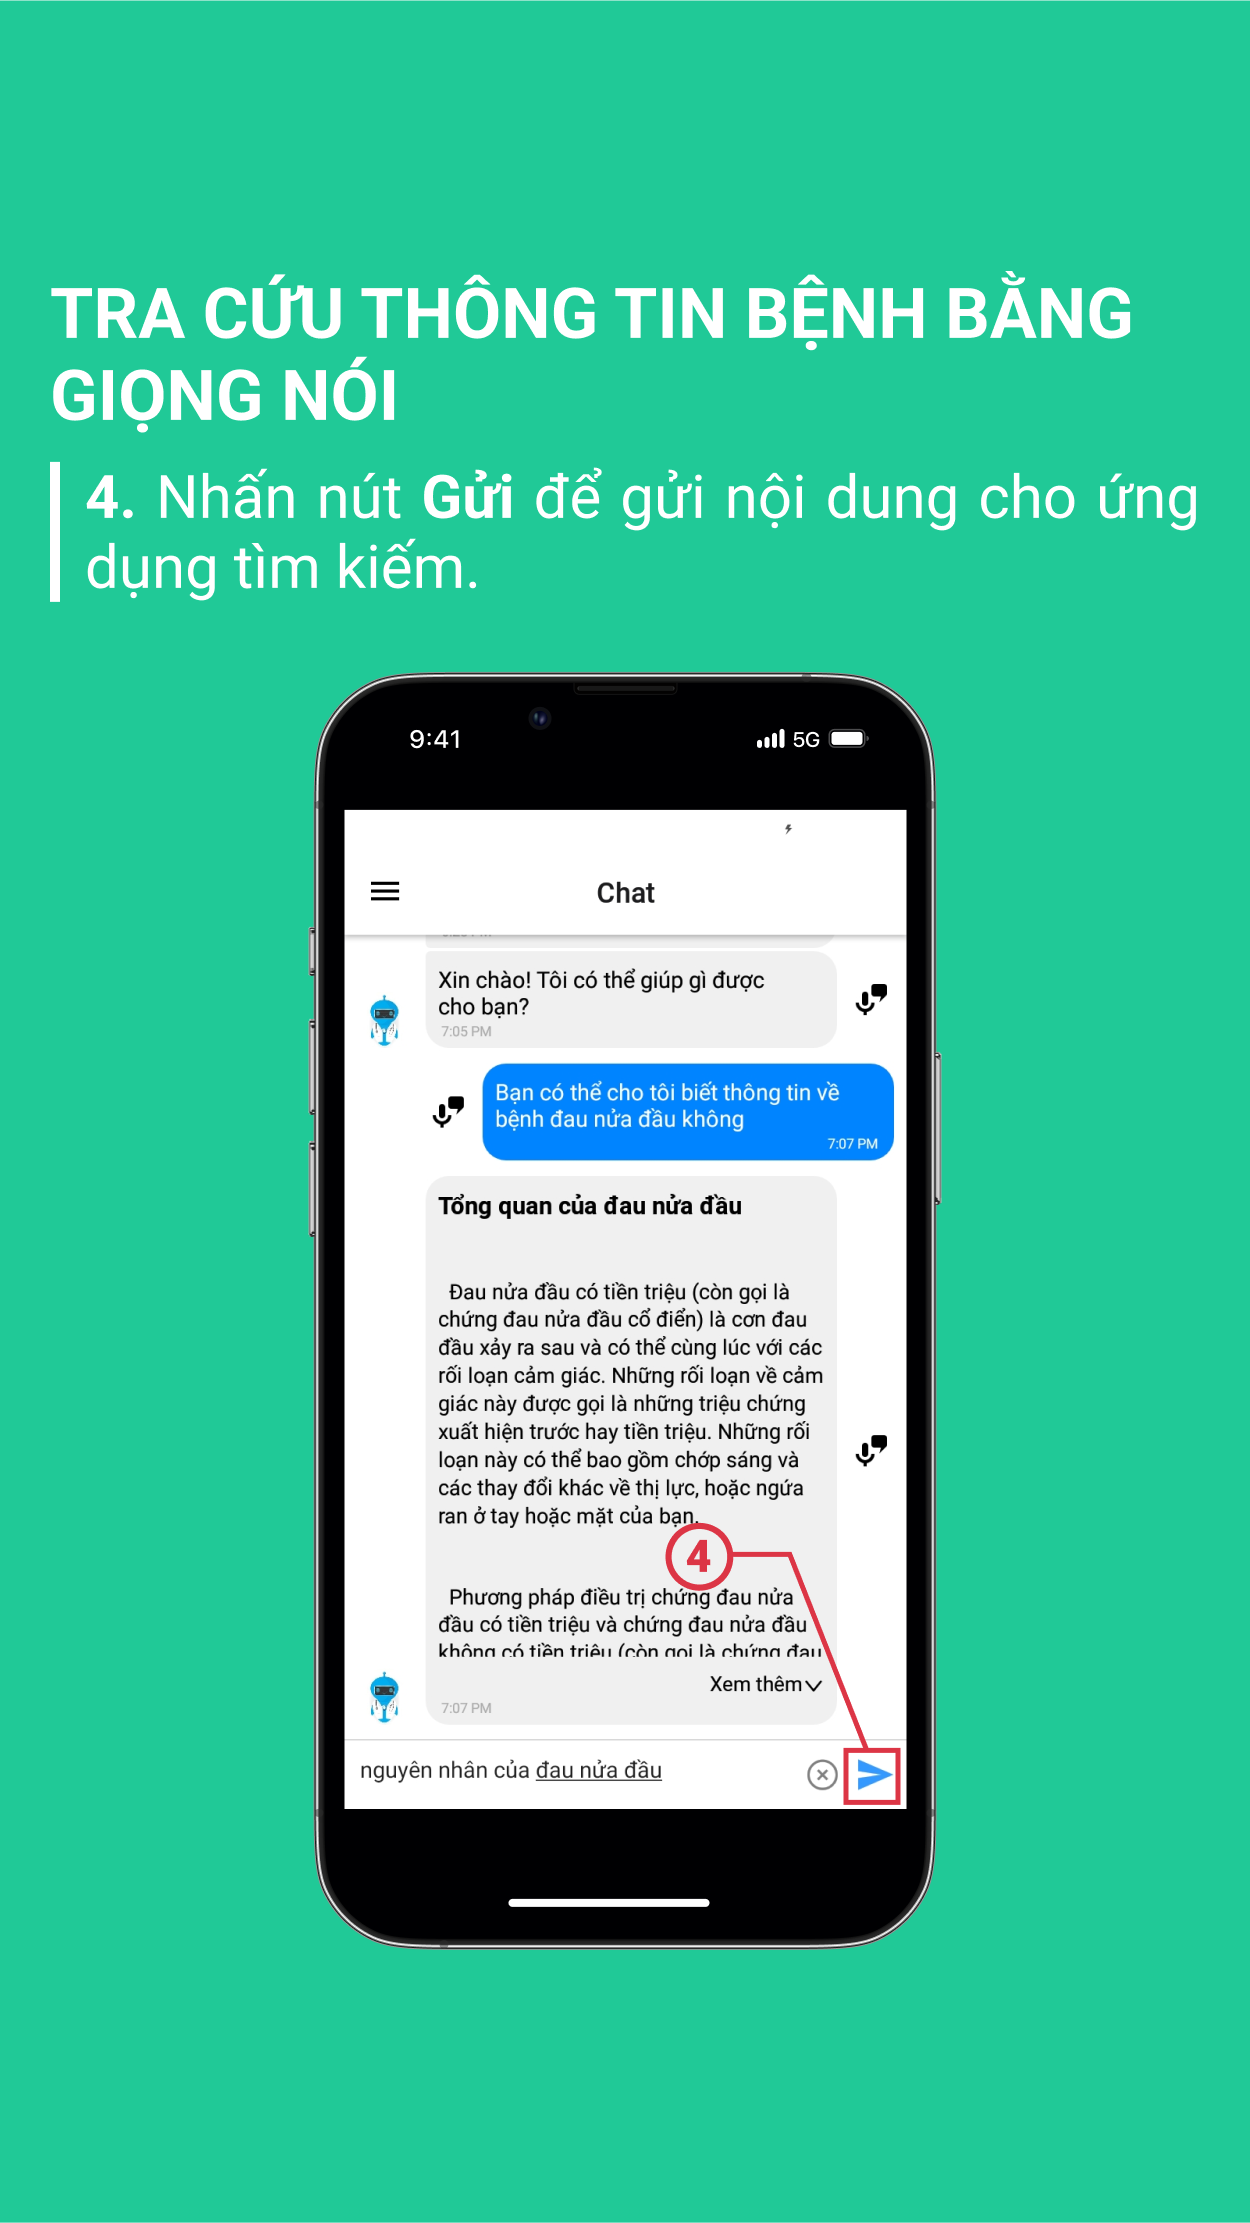 TRA CỨU THÔNG TIN BỆNH BẰNG
GIỌNG NÓI
4. Nhấn nút Gửi để gửi nội dung cho ứng
dụng tìm kiếm.
9:41
5G
Chat
Xin chào! Tôi có thể giúp gì được
cho bạn?
7:05 PM
Bạn có thể cho tôi biết thông tin về
bệnh đau nửa đầu không
7:07 PM
Tổng quan của đau nửa đầu
Đau nửa đầu có tiền triệu (còn gọi là
chứng đau nửa đầu cổ điển) là cơn đau
đầu xảy ra sau và có thể cùng lúc với các
rối loạn cảm giác. Những rối loạn về cảm
giác này được gọi là những triệu chứng
xuất hiện trước hay tiền triệu. Những rối
loạn này có thể bao gồm chớp sáng và
các thay đổi khác về thị lực, hoặc ngứa
ran ở tay hoặc mặt của bạn.
4
Phương pháp điều trị chứng đau nửa
đầu có tiền triệu và chứng đau nửa đầu
không có tiền triệu (còn gọi là chứng đau
Xem thêm
7:07 PM
nguyên nhân của đau nửa đầu